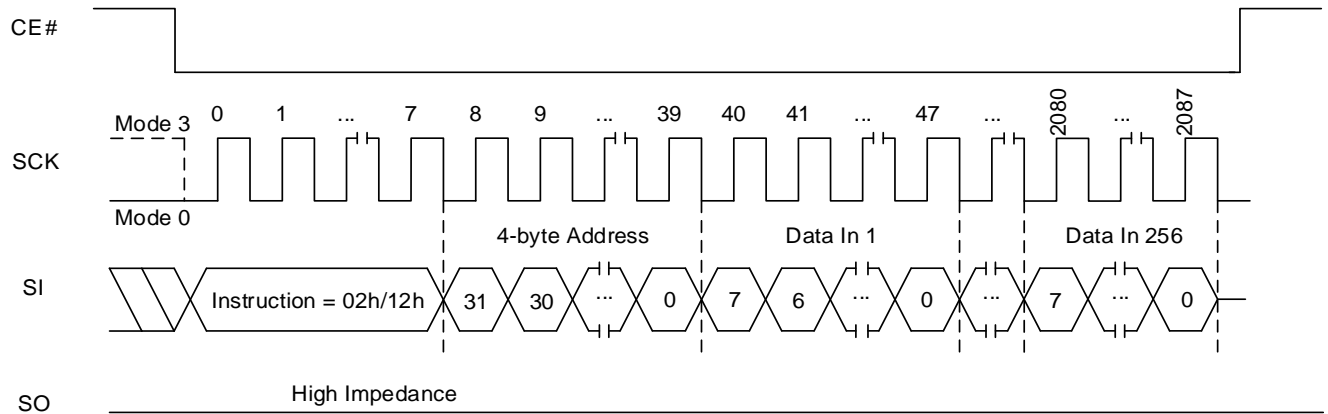 CE#
0 1 ... 7 8 9 ... 39 40 41 ... 47 ... 2080 ... 2087
Mode 3
SCK
Mode 0
4-byte Address Data In 1 Data In 256
SI Instruction = 02h/12h 31 30 ... 0 7 6 ... 0 ... 7 ... 0
High Impedance
SO